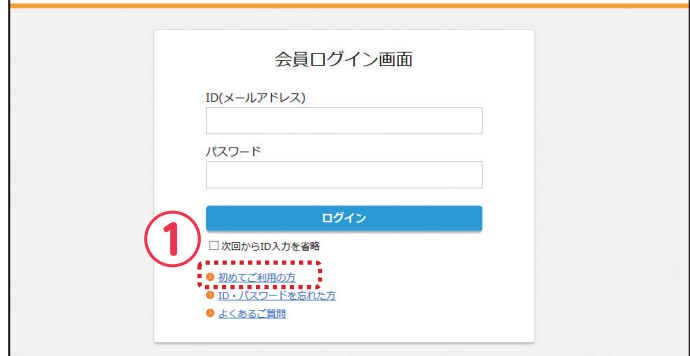 会員ログイン画面
ID(メールアドレス)
パスワード
ログイン
①
次回からID入力を省略
初めてご利用の方
ID・パスワードを忘れた方
よくあるご質問